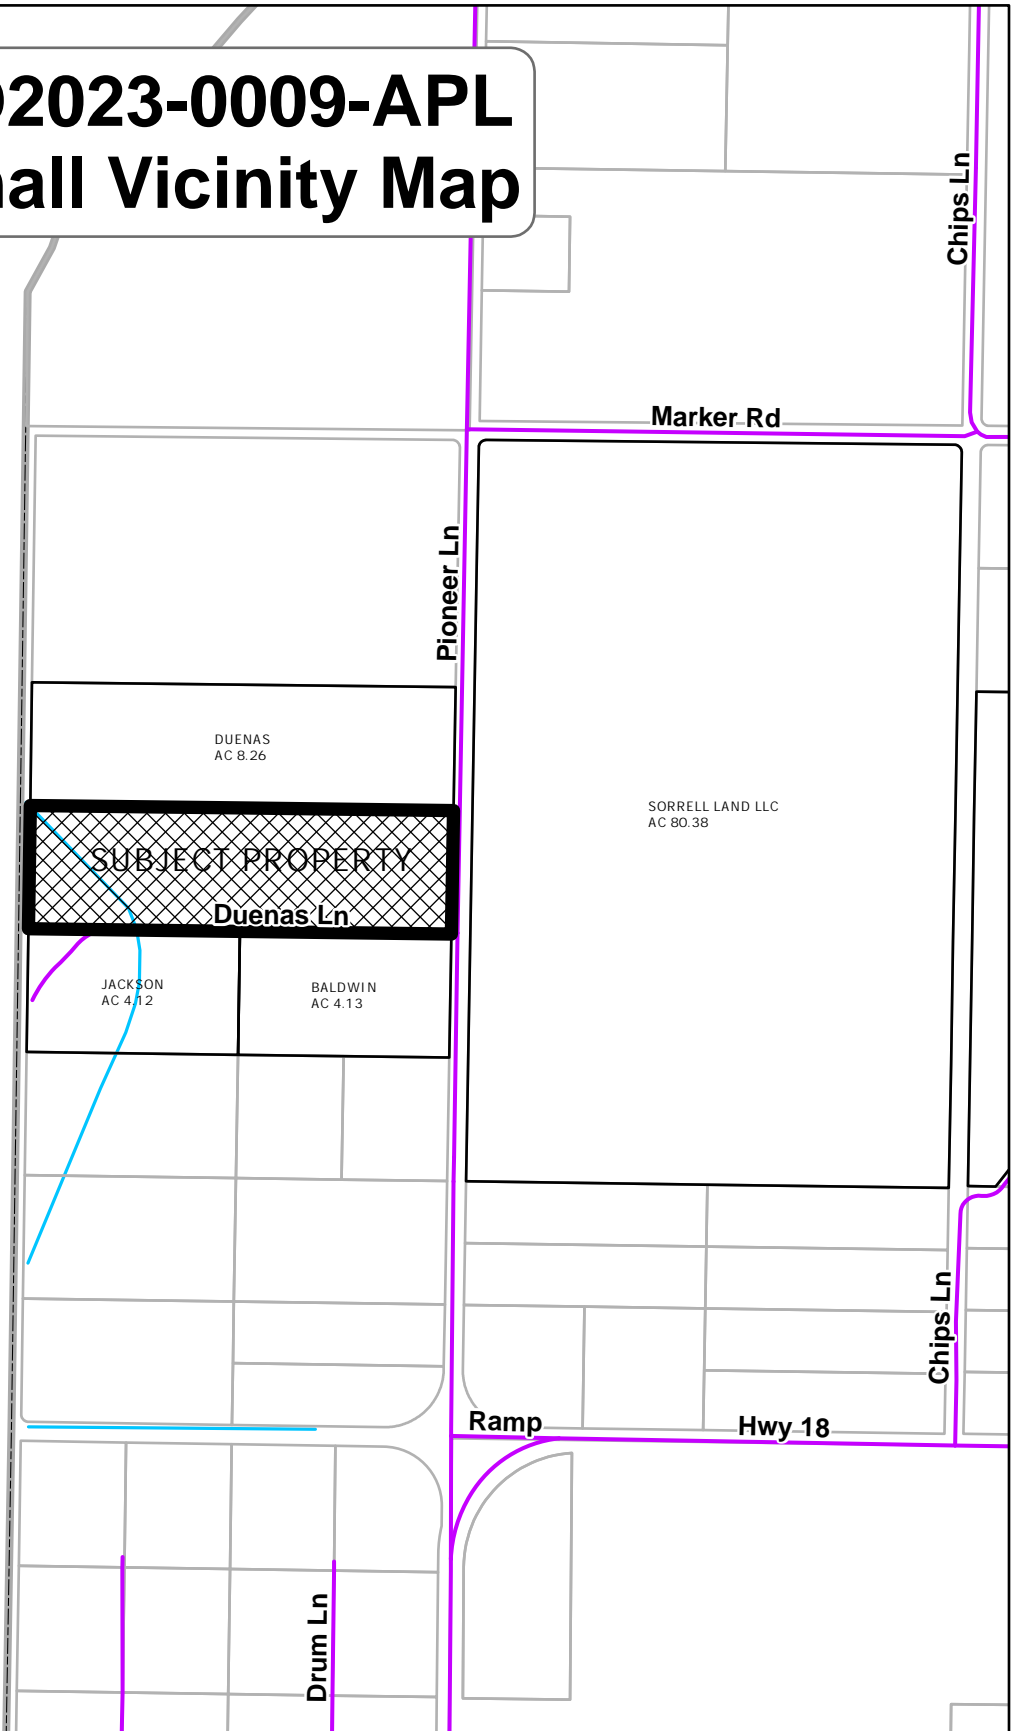 2023-0009-APL
all Vicinity Map
Chips Ln
Marker Rd
Pioneer Ln
DUENAS
AC 8.26
SORRELL LAND LLC
AC 80.38
SUBJECT PROPERTY
Duenas Ln
JACKSON
AC 4.12
BALDWIN
AC 4.13
Chips Ln
Ramp
Hwy 18
Drum Ln